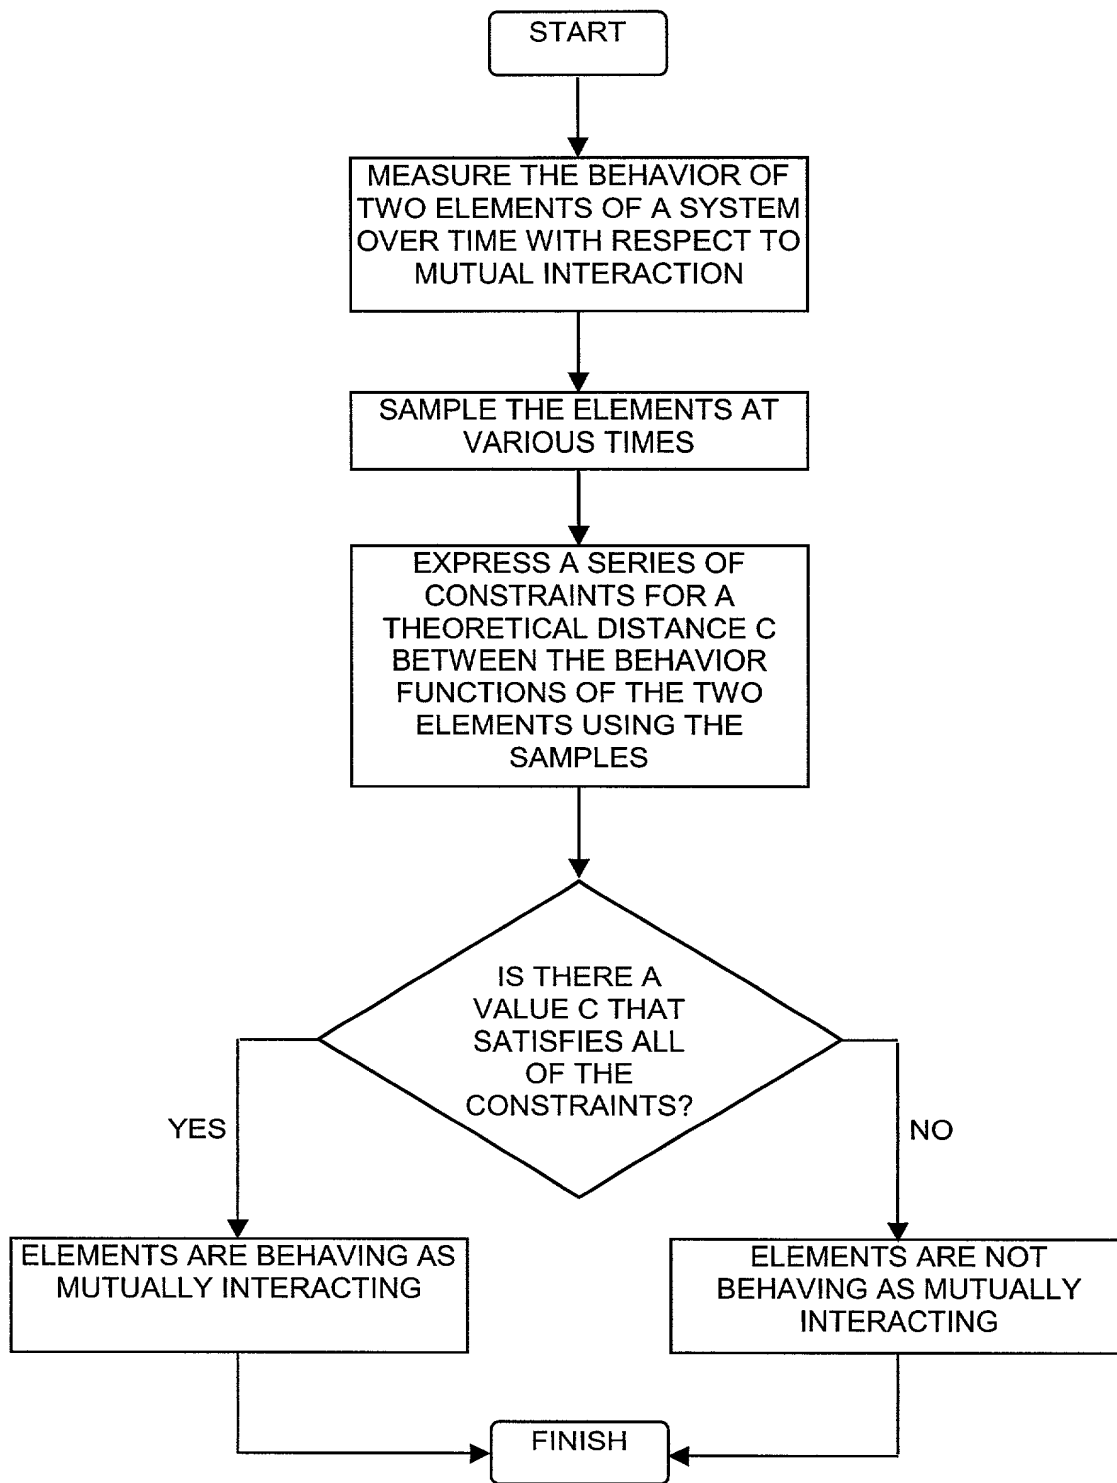 START
MEASURE THE BEHAVIOR OF
TWO ELEMENTS OF A SYSTEM
OVER TIME WITH RESPECT TO
MUTUAL INTERACTION
SAMPLE THE ELEMENTS AT
VARIOUS TIMES
EXPRESS A SERIES OF
CONSTRAINTS FOR A
THEORETICAL DISTANCE C
BETWEEN THE BEHAVIOR
FUNCTIONS OF THE TWO
ELEMENTS USING THE
SAMPLES
IS THERE A
VALUE C THAT
SATISFIES ALL
OF THE
CONSTRAINTS?
YES
NO
ELEMENTS ARE BEHAVING AS
MUTUALLY INTERACTING
ELEMENTS ARE NOT
BEHAVING AS MUTUALLY
INTERACTING
FINISH